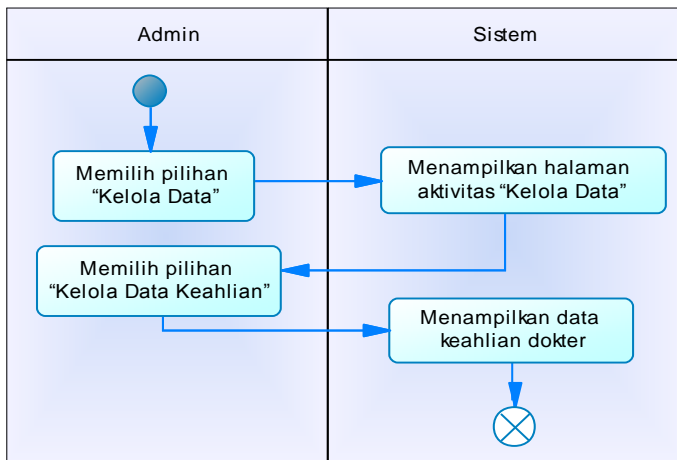 Admin
Sistem
Memilih pilihan
“Kelola Data”
Menampilkan halaman
aktivitas “Kelola Data”
Memilih pilihan
“Kelola Data Keahlian”
Menampilkan data
keahlian dokter